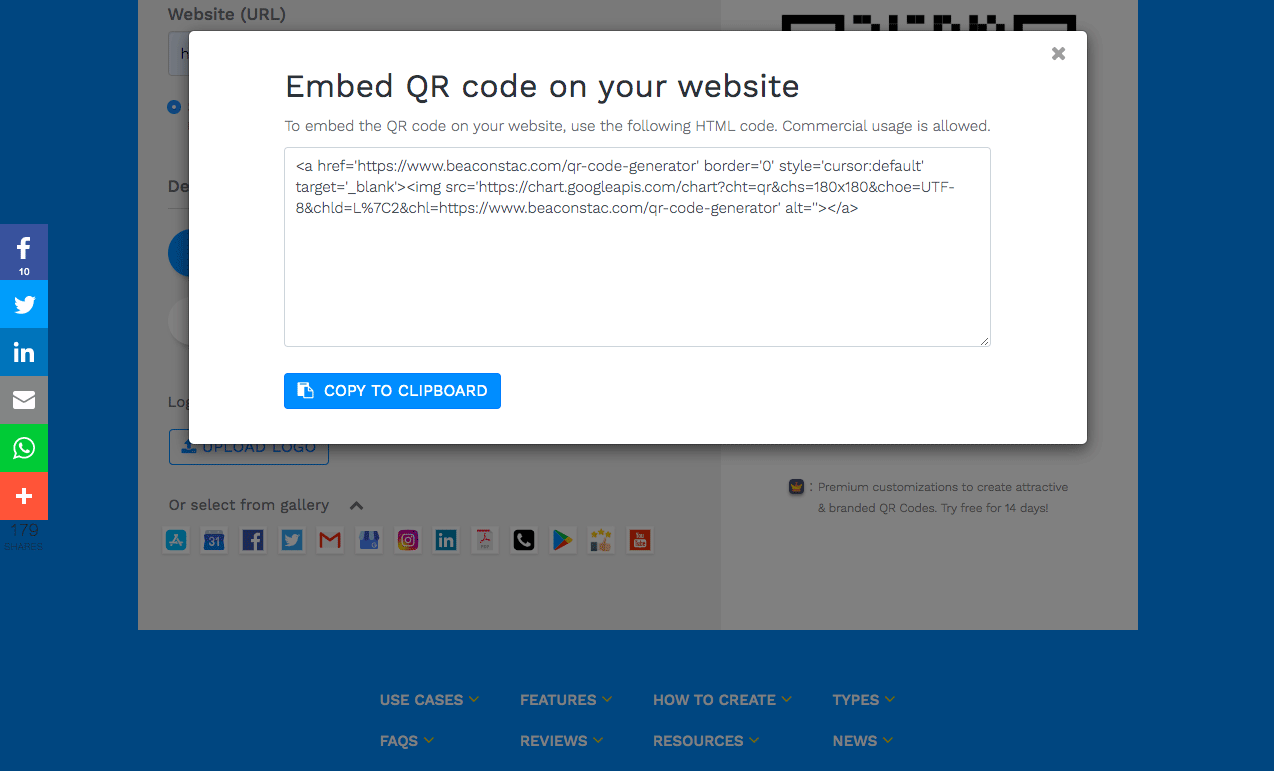 Website (URL)
Embed QR code on your website
To embed the QR code on your website, use the following HTML code. Commercial usage is allowed.
<a href='https://www.beaconstac.com/qr-code-generator' border='0' style='cursor:default'
target='_blank'><img src='https://chart.googleapis.com/chart?cht=qr&chs=180x180&choe=UTF-
8&chld=L%7C2&chl=https://www.beaconstac.com/qr-code-generator' alt=''></a>
COPY TO CLIPBOARD
10
in
179
SHARES
UPLOAD LOGO
Or select from gallery
31
in
You
Tube
: Premium customizations to create attractive
& branded QR Codes. Try free for 14 days!
USE CASES FEATURES HOW TO CREATE TYPES
FAQS REVIEWS RESOURCES NEWS